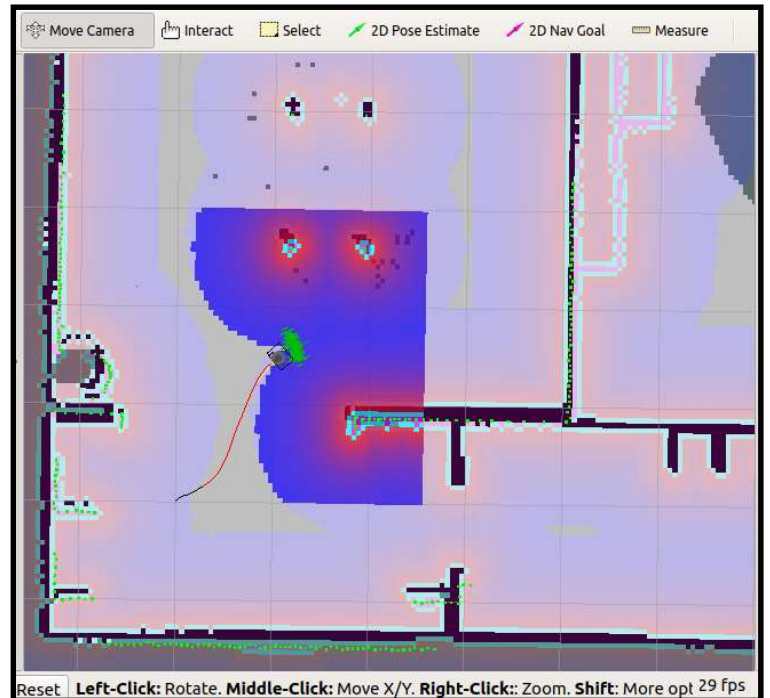 Move Camera Interact Select 2D Pose Estimate 2D Nav Goal Measure
Reset Left-Click: Rotate. Middle-Click: Move X/Y. Right-Click:: Zoom. Shift: More opt 29 fps